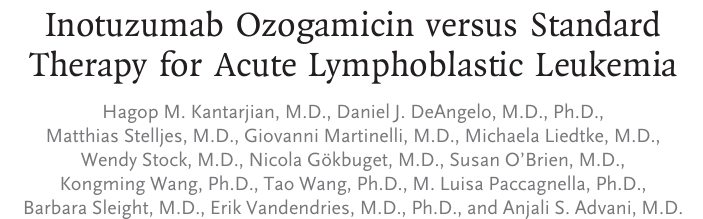 Inotuzumab Ozogamicin versus Standard
Therapy for Acute Lymphoblastic Leukemia
Hagop M. Kantarjian, M.D., Daniel J. DeAngelo, M.D., Ph.D.,
Matthias Stelljes, M.D., Giovanni Martinelli, M.D., Michaela Liedtke, M.D.,
Wendy Stock, M.D., Nicola Gökbuget, M.D., Susan O’Brien, M.D.,
Kongming Wang, Ph.D., Tao Wang, Ph.D., M. Luisa Paccagnella, Ph.D.,
Barbara Sleight, M.D., Erik Vandendries, M.D., Ph.D., and Anjali S. Advani, M.D.